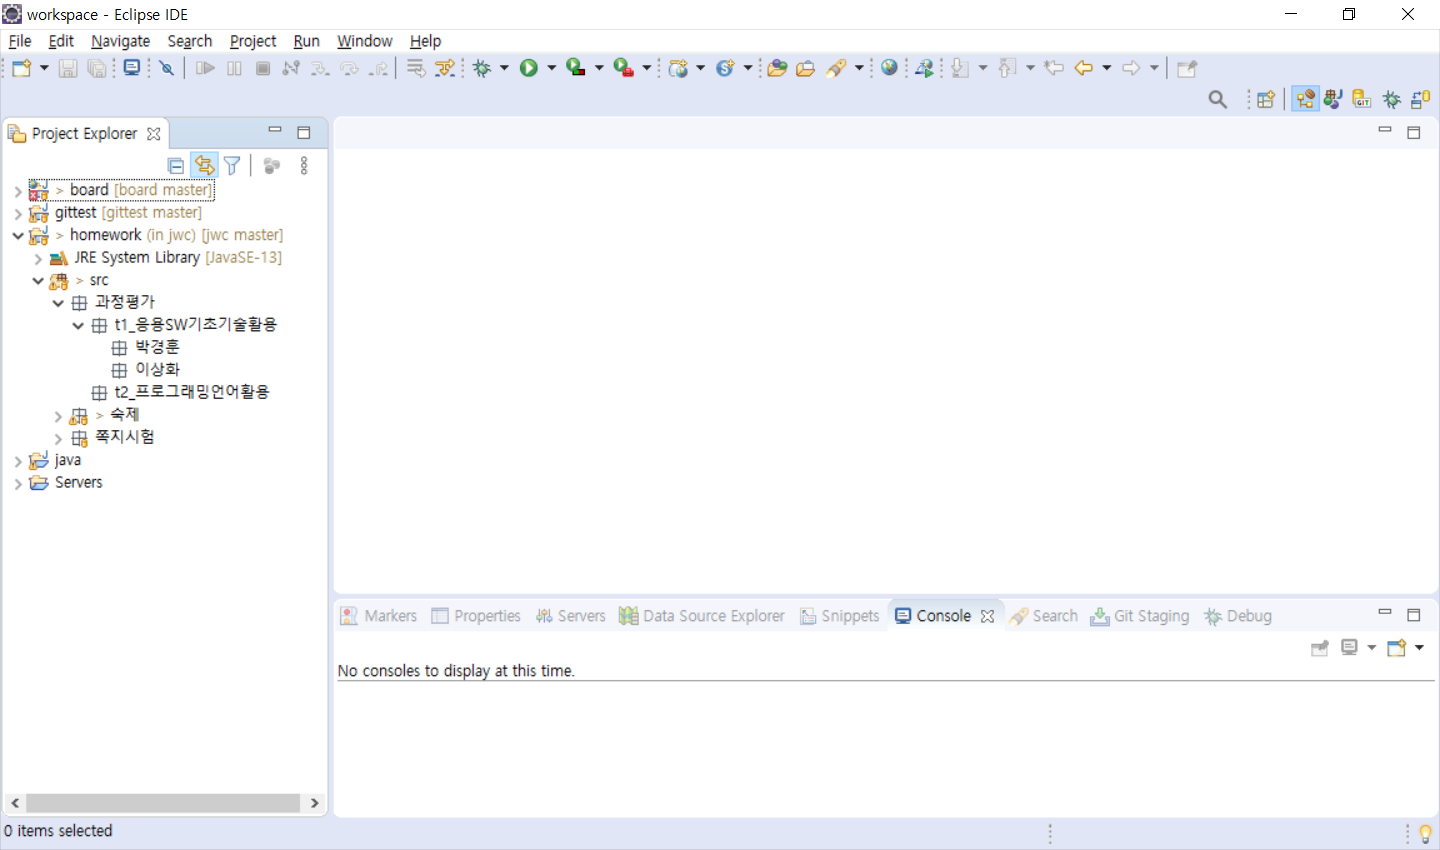 workspace - Eclipse IDE
File Edit Navigate Search Project Run Window Help
Project Explorer
> board [board master]
gittest [gittest master]
> homework (in jwc) [jwc master]
JRE System Library [JavaSE-13]
> src
과정평가
t1_응용SW기초기술활용
박경훈
이상화
t2_프로그래밍언어활용
> 숙제
쪽지시험
java
Servers
Markers Properties Servers Data Source Explorer Snippets Console Search Git Staging Debug
No consoles to display at this time.
0 items selected